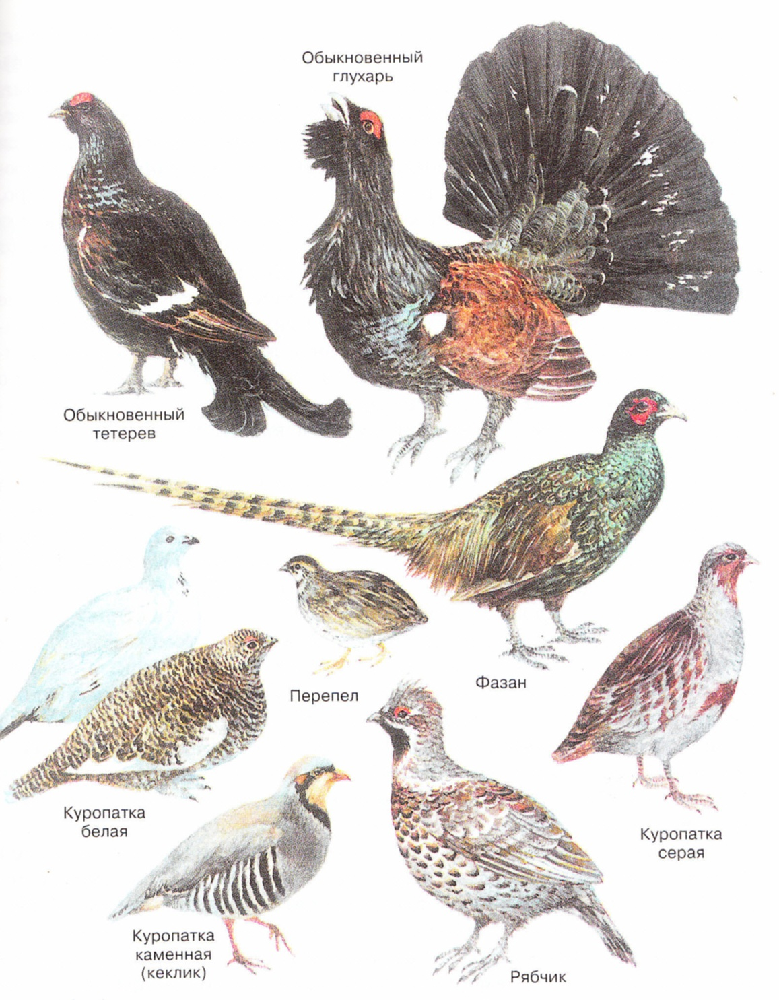 Обыкновенный
глухарь
Обыкновенный
тетерев
Фазан
Перепел
Куропатка
белая
Куропатка
серая
Куропатка
каменная
(кеклик)
Рябчик